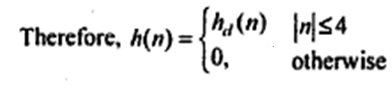 Therefore, h(n) = { h_d(n) |n| ≤ 4
0, otherwise